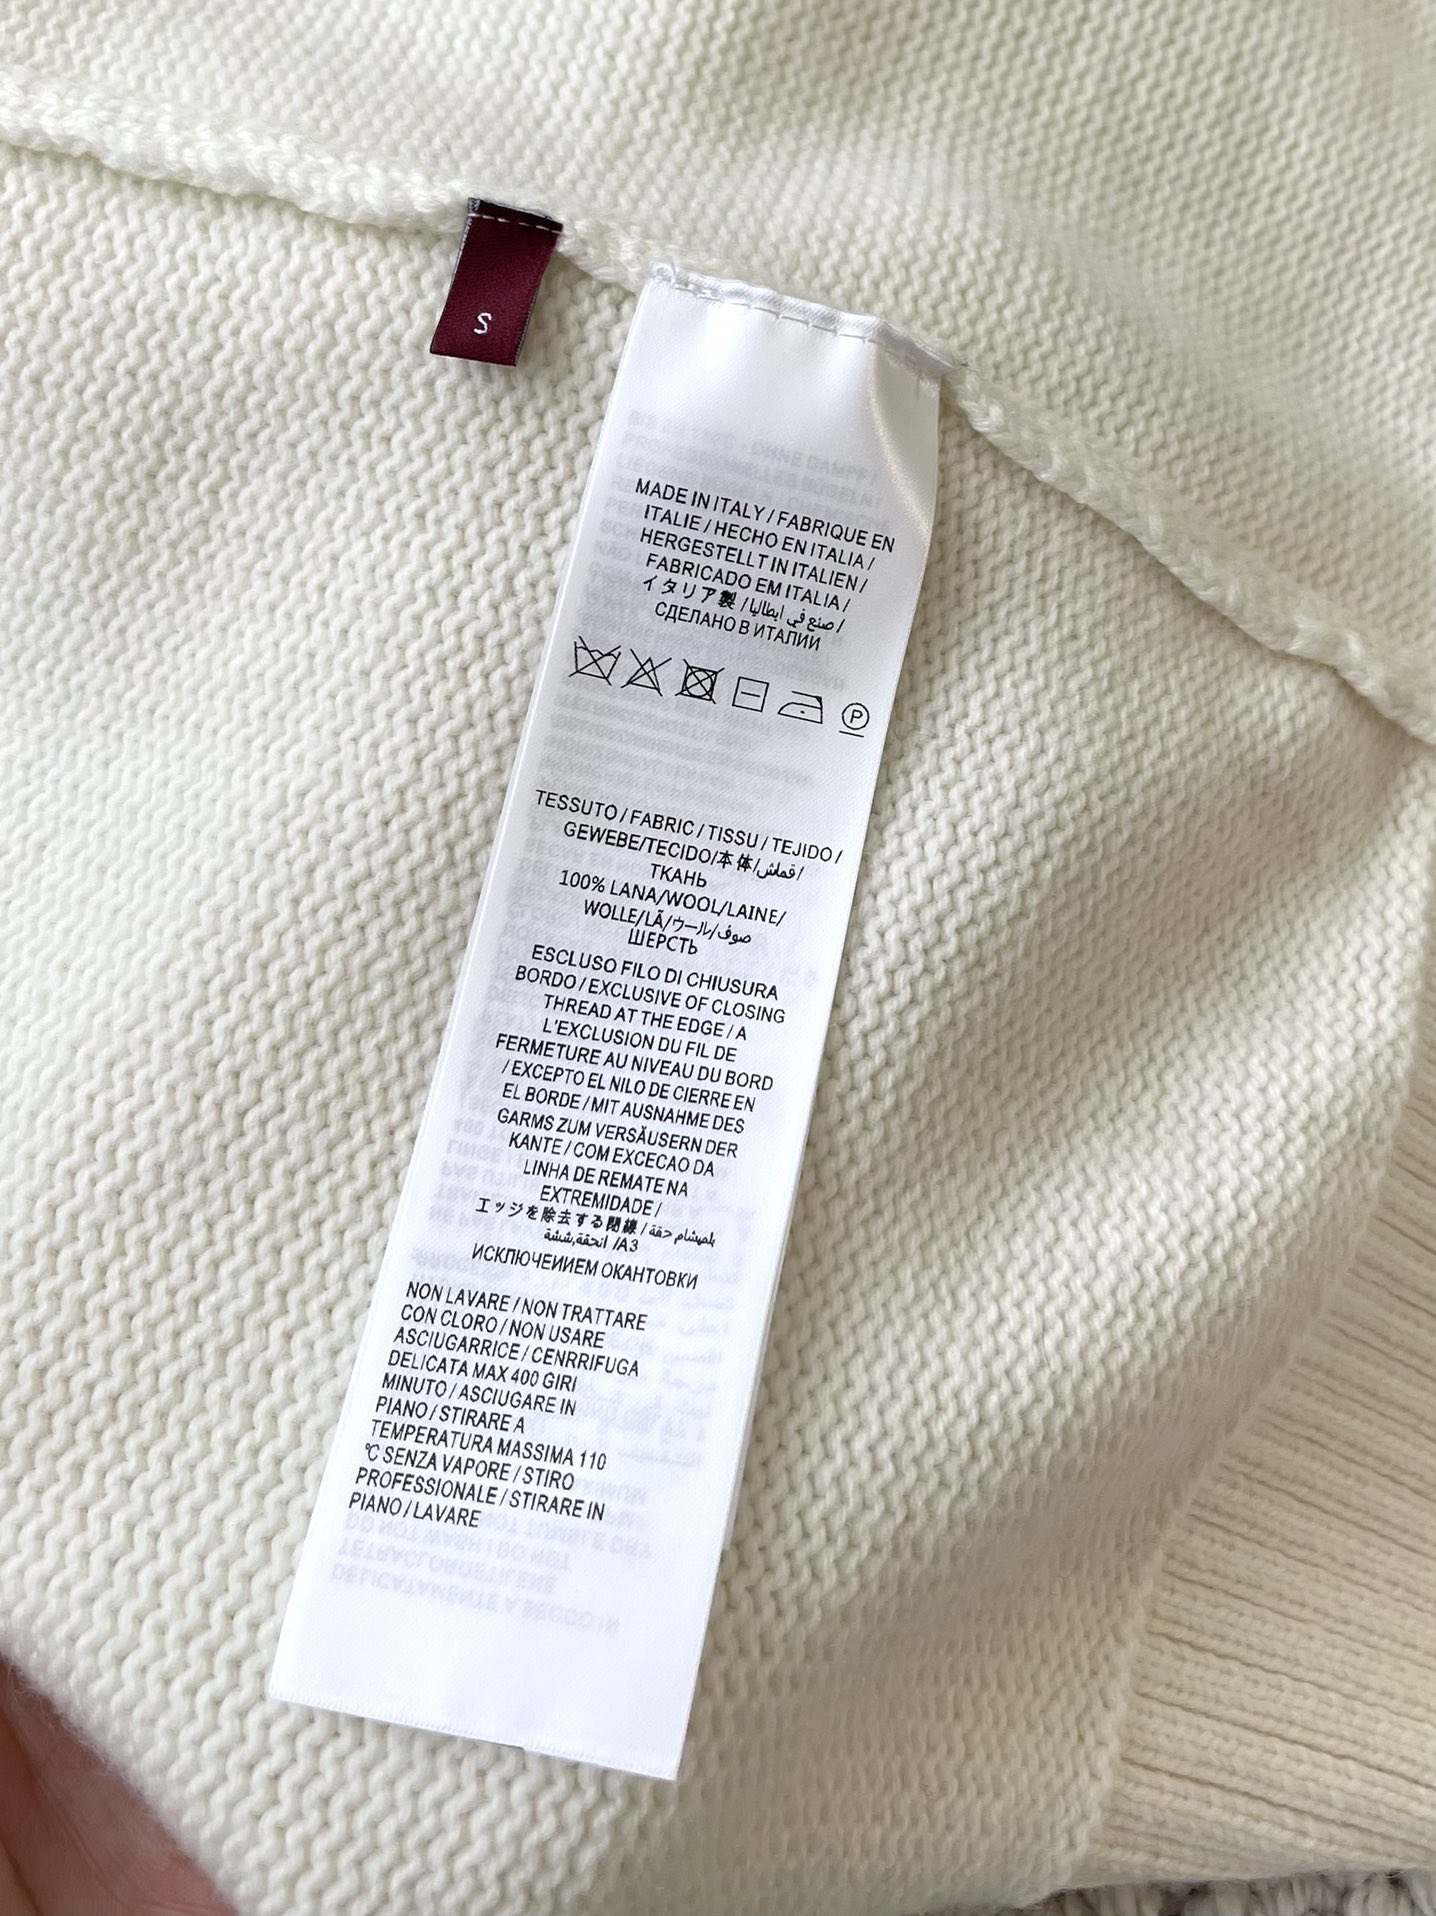 S
MADE IN ITALY / FABRIQUE EN
ITALIE / HECHO EN ITALIA /
HERGESTELLT IN ITALIEN /
FABRICADO EM ITALIA /
イタリア製 / صنع في ايطاليا /
СДЕЛАНО В ИТАЛИИ
P
TESSUTO / FABRIC / TISSU / TEJIDO /
GEWEBE/TECIDO/本体/قماش/
ТКАНЬ
100% LANA/WOOL/LAINE/
WOLLE/LÃ/ウール/صوف/
ШЕРСТЬ
ESCLUSO FILO DI CHIUSURA
BORDO / EXCLUSIVE OF CLOSING
THREAD AT THE EDGE / A
L'EXCLUSION DU FIL DE
FERMETURE AU NIVEAU DU BORD
/ EXCEPTO EL NILO DE CIERRE EN
EL BORDE / MIT AUSNAHME DES
GARMS ZUM VERSÄUSERN DER
KANTE / COM EXCECAO DA
LINHA DE REMATE NA
EXTREMIDADE /
エッジを除去する閉線 /
/A3
ИСКЛЮЧЕИИЕМ ОКАНТОВКИ
NON LAVARE / NON TRATTARE
CON CLORO / NON USARE
ASCIUGARRICE / CENRRIFUGA
DELICATA MAX 400 GIRI
MINUTO / ASCIUGARE IN
PIANO / STIRARE A
TEMPERATURA MASSIMA 110
℃ SENZA VAPORE / STIRO
PROFESSIONALE / STIRARE IN
PIANO / LAVARE